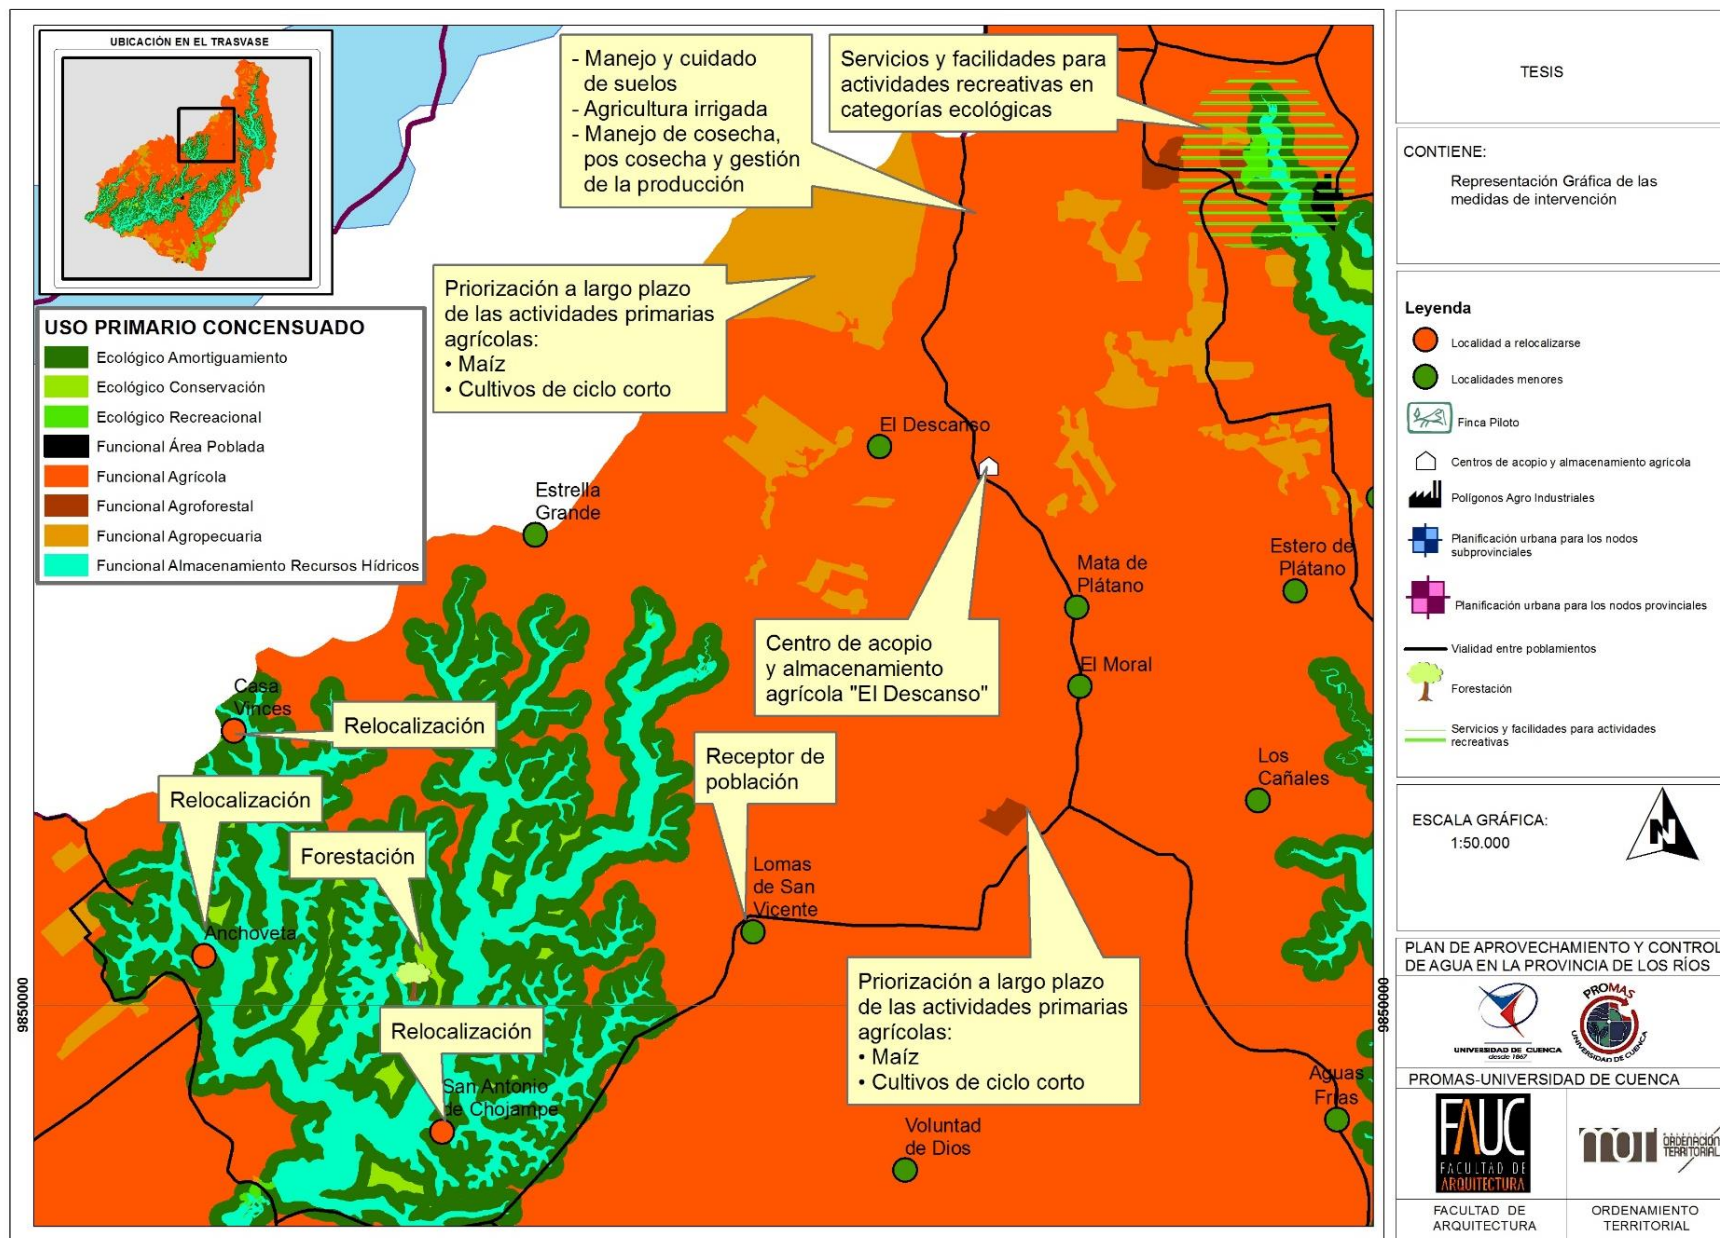 UBICACIÓN EN EL TRASVASE
USO PRIMARIO CONCENSUADO
Ecológico Amortiguamiento
Ecológico Conservación
Ecológico Recreacional
Funcional Área Poblada
Funcional Agrícola
Funcional Agroforestal
Funcional Agropecuaria
Funcional Almacenamiento Recursos Hídricos
- Manejo y cuidado
de suelos
- Agricultura irrigada
- Manejo de cosecha,
pos cosecha y gestión
de la producción
Servicios y facilidades para
actividades recreativas en
categorías ecológicas
Priorización a largo plazo
de las actividades primarias
agrícolas:
• Maíz
• Cultivos de ciclo corto
El Descanso
Estrella
Grande
Mata de
Plátano
Estero de
Plátano
Centro de acopio
y almacenamiento
agrícola "El Descanso"
El Moral
Casa
Vinces
Relocalización
Receptor de
población
Los
Cañales
Relocalización
Forestación
Lomas
de San
Vicente
Anchoveta
Priorización a largo plazo
de las actividades primarias
agrícolas:
• Maíz
• Cultivos de ciclo corto
Relocalización
San Antonio
de Chojampe
Voluntad
de Dios
Aguas
Frías
9850000
9850000
TESIS
CONTIENE:
Representación Gráfica de las
medidas de intervención
Leyenda
Localidad a relocalizarse
Localidades menores
Finca Piloto
Centros de acopio y almacenamiento agrícola
Polígonos Agro Industriales
Planificación urbana para los nodos
subprovinciales
Planificación urbana para los nodos provinciales
Vialidad entre poblamientos
Forestación
Servicios y facilidades para actividades
recreativas
ESCALA GRÁFICA:
1:50.000
N
PLAN DE APROVECHAMIENTO Y CONTROL
DE AGUA EN LA PROVINCIA DE LOS RÍOS
UNIVERSIDAD DE CUENCA
desde 1867
PROMAS
UNIVERSIDAD DE CUENCA
PROMAS-UNIVERSIDAD DE CUENCA
FAUC
FACULTAD DE
ARQUITECTURA
MOT
ORDENACIÓN
TERRITORIAL
FACULTAD DE
ARQUITECTURA
ORDENAMIENTO
TERRITORIAL